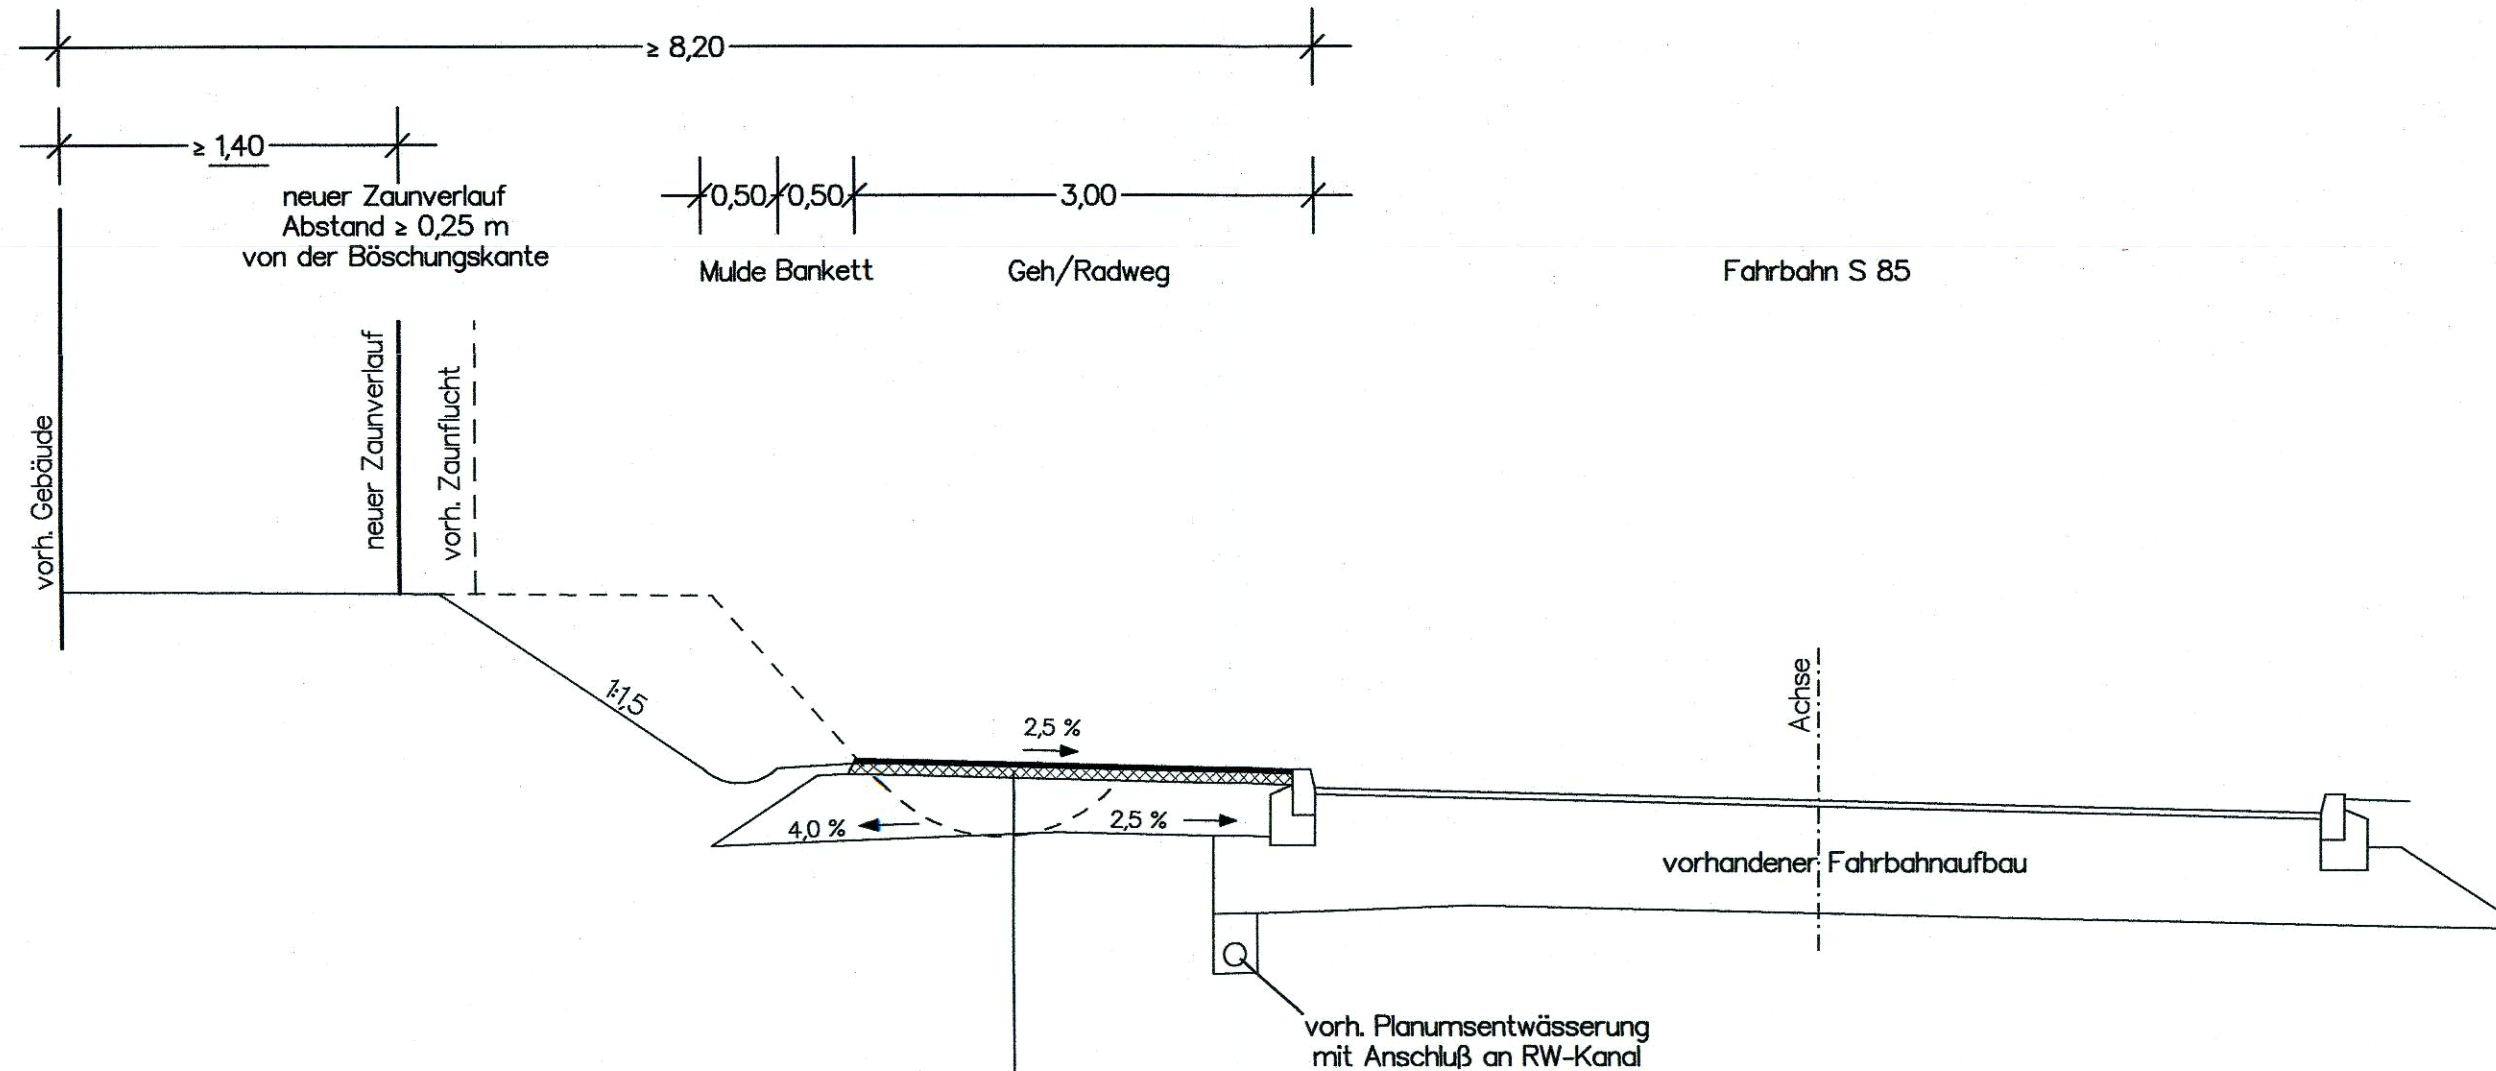 ≥ 8,20
≥ 1,40
neuer Zaunverlauf
Abstand ≥ 0,25 m
von der Böschungskante
0,50 0,50 3,00
Mulde Bankett Geh/Radweg Fahrbahn S 85
vorh. Gebäude
neuer Zaunverlauf
vorh. Zaunflucht
1:1,5
2,5 %
Achse
4,0 %
2,5 %
vorhandener Fahrbahnaufbau
vorh. Planumsentwässerung
mit Anschluß an RW-Kanal